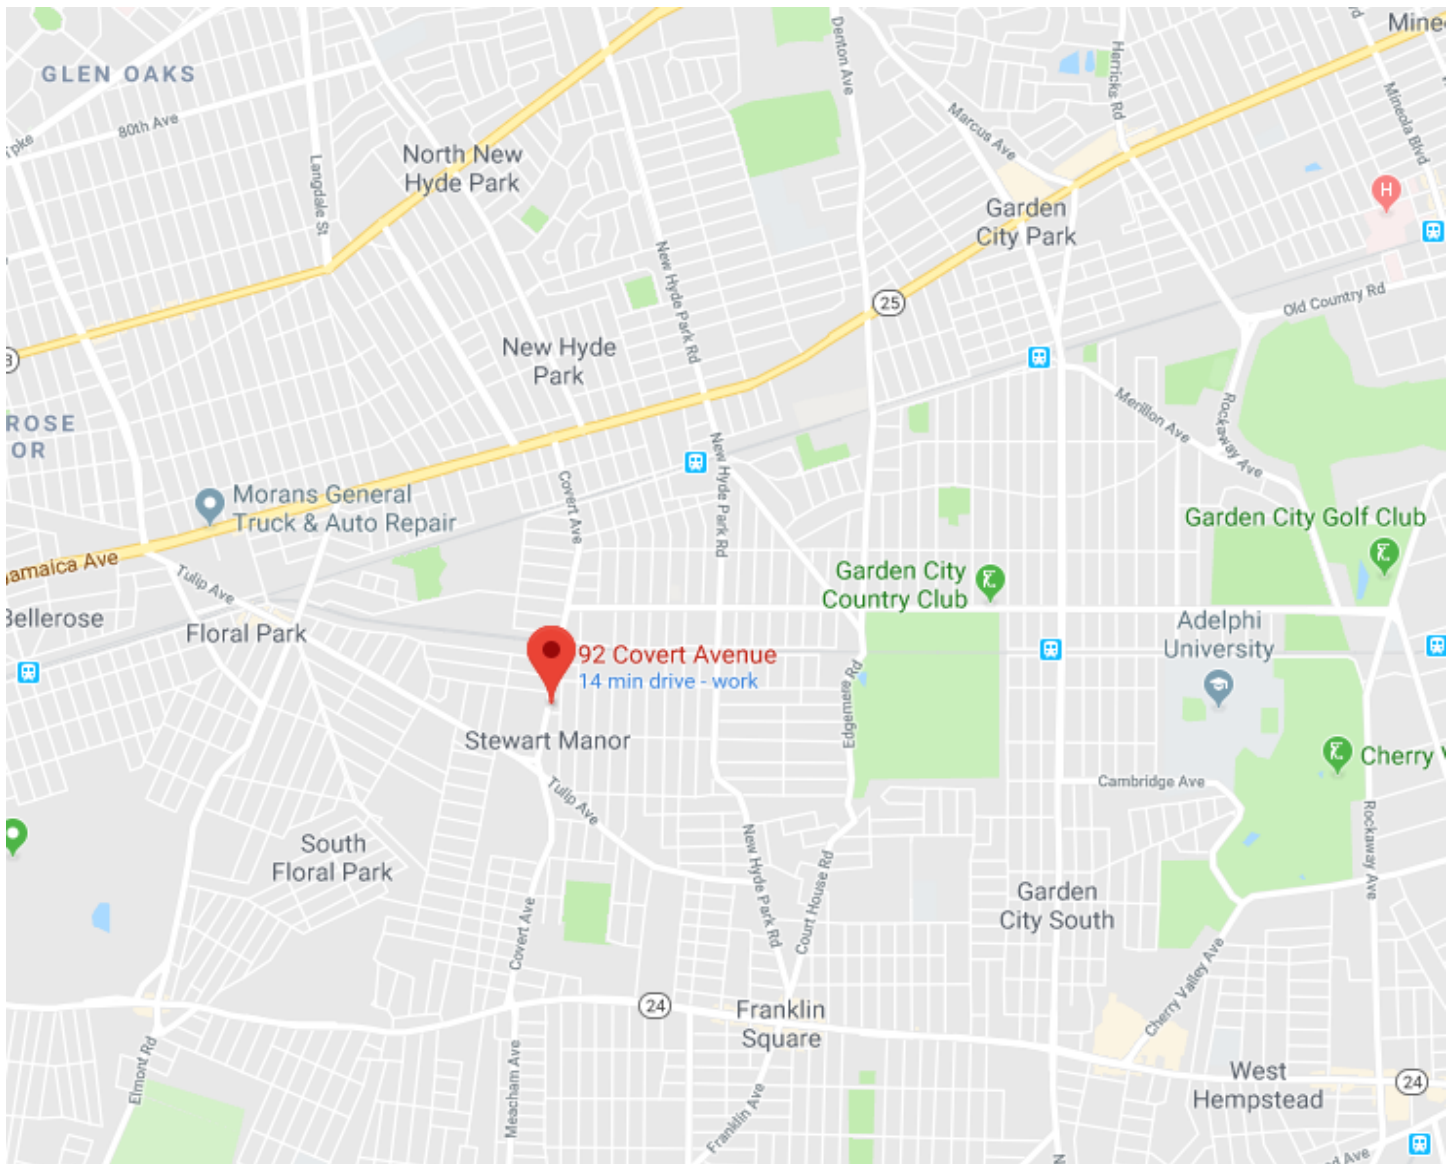 Mine
GLEN OAKS
Denton Ave
Herricks Rd
Mineola Blvd
80th Ave
Tpke
Marcus Ave
North New
Hyde Park
Langdale St
H
Garden
City Park
New Hyde Park Rd
25
Old Country Rd
New Hyde
Park
Merillon Ave
Rockaway Ave
ROSE
OR
New Hyde Park Rd
Covert Ave
Morans General
Truck & Auto Repair
Garden City Golf Club
Jamaica Ave
Tulip Ave
Garden City
Country Club
Bellerose
Floral Park
Adelphi
University
92 Covert Avenue
14 min drive - work
Edgemere Rd
Stewart Manor
Cherry V
Tulip Ave
Cambridge Ave
Rockaway Ave
South
Floral Park
New Hyde Park Rd
Court House Rd
Garden
City South
Covert Ave
Cherry Valley Ave
24
Franklin
Square
Elmont Rd
Meacham Ave
Franklin Ave
West
Hempstead
24
N
d Ave